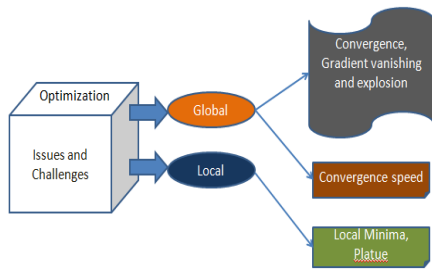 Optimization
Issues and
Challenges
Global
Local
Convergence,
Gradient vanishing
and explosion
Convergence speed
Local Minima,
Platue